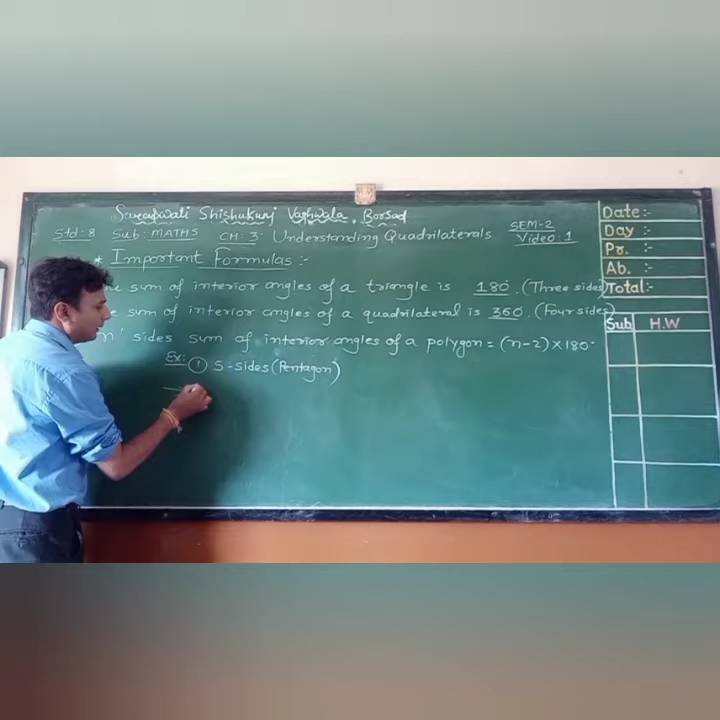 Saraswati Shishukunj Vaghwala, Borsad
Std:8 Sub: MATHS CH:3: Understanding Quadrilaterals SEM-2 Video:1
* Important Formulas :-
sum of interior angles of a triangle is 180°. (Three sides)
sum of interior angles of a quadrilateral is 360. (Four sides)
n' sides sum of interior angles of a polygon = (n-2) × 180°
Ex: ① 5-sides (Pentagon)
Date:-
Day :-
Pr. :-
Ab. :-
Total:-
Sub H.W